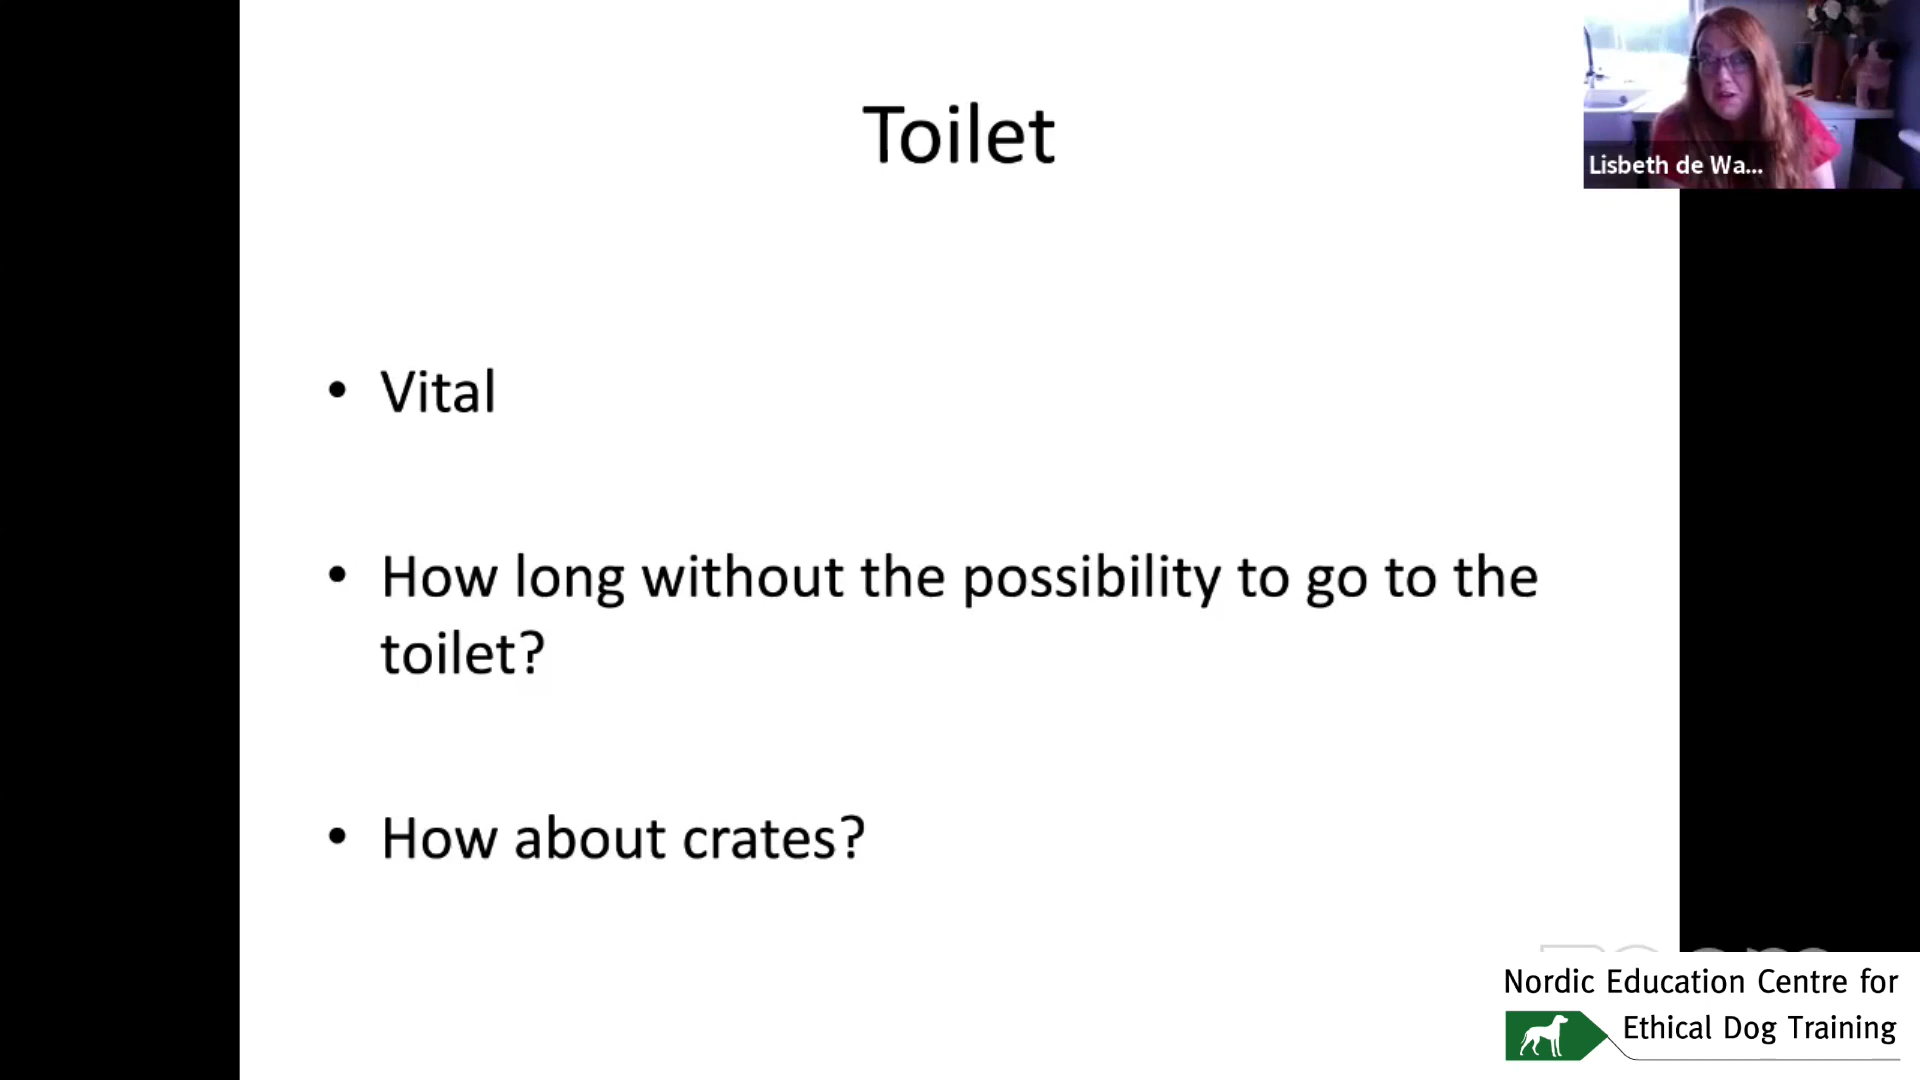 Toilet
Lisbeth de Wa...
• Vital
• How long without the possibility to go to the
toilet?
• How about crates?
Nordic Education Centre for
Ethical Dog Training